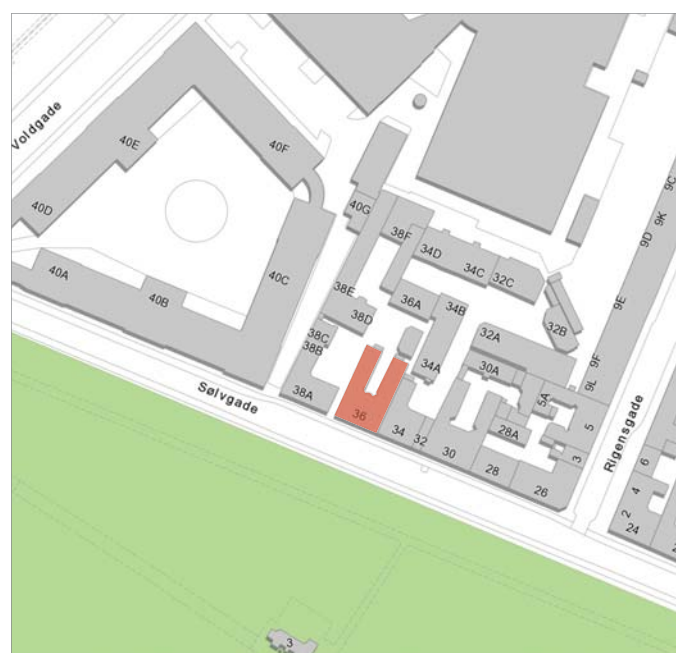 Voldgade
40E
40F
40D
40G
38F
34D
34C
32C
9C
9K
9D
9E
40A
40B
40C
38E
38D
36A
34B
32B
38C
38B
32A
34A
30A
9F
9L
5A
5
Sølvgade
38A
36
34
32
30
28A
28
26
3
Rigensgade
6
4
2
24
3